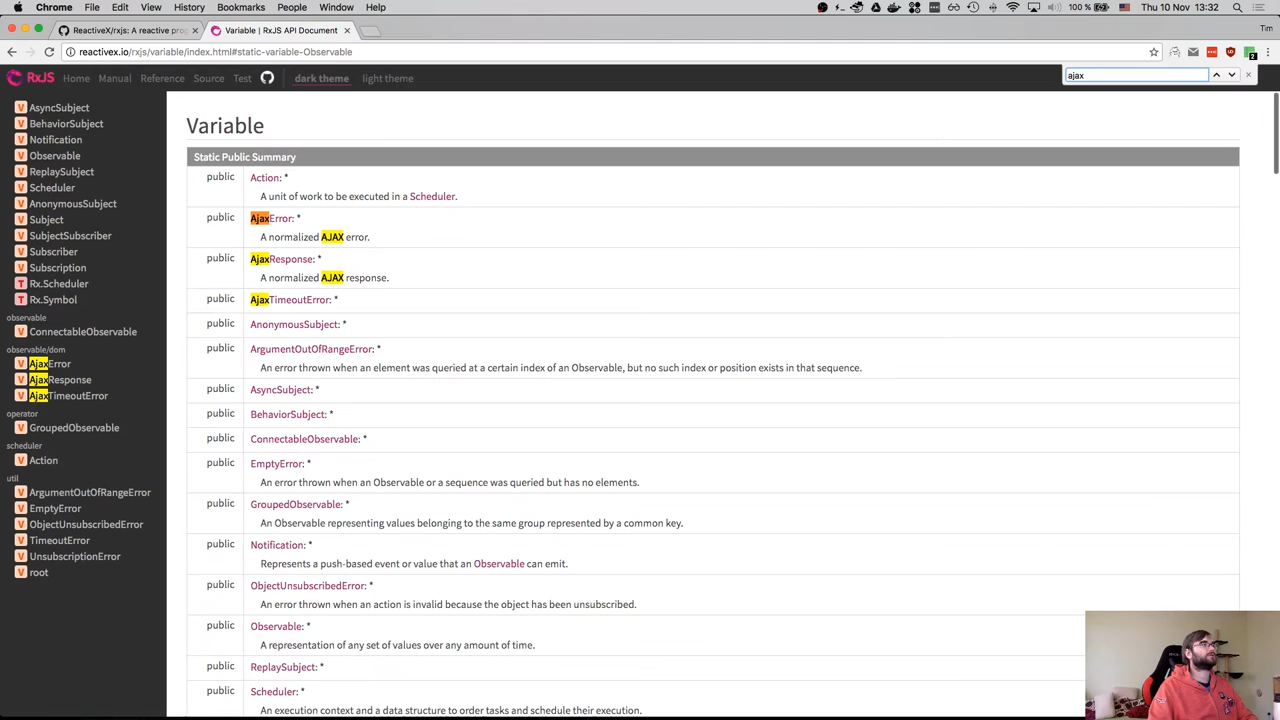 Chrome File Edit View History Bookmarks People Window Help
100 % Thu 10 Nov 13:32
ReactiveX/rxjs: A reactive prog
Variable | RxJS API Document
Tim
reactivex.io/rxjs/variable/index.html#static-variable-Observable
2
RxJS Home Manual Reference Source Test dark theme light theme
ajax
V AsyncSubject
V BehaviorSubject
V Notification
V Observable
V ReplaySubject
V Scheduler
V AnonymousSubject
V Subject
V SubjectSubscriber
V Subscriber
V Subscription
T Rx.Scheduler
T Rx.Symbol
observable
V ConnectableObservable
observable/dom
V AjaxError
V AjaxResponse
V AjaxTimeoutError
operator
V GroupedObservable
scheduler
V Action
util
V ArgumentOutOfRangeError
V EmptyError
V ObjectUnsubscribedError
V TimeoutError
V UnsubscriptionError
V root
Variable
Static Public Summary
public Action: *
A unit of work to be executed in a Scheduler.
public AjaxError: *
A normalized AJAX error.
public AjaxResponse: *
A normalized AJAX response.
public AjaxTimeoutError: *
public AnonymousSubject: *
public ArgumentOutOfRangeError: *
An error thrown when an element was queried at a certain index of an Observable, but no such index or position exists in that sequence.
public AsyncSubject: *
public BehaviorSubject: *
public ConnectableObservable: *
public EmptyError: *
An error thrown when an Observable or a sequence was queried but has no elements.
public GroupedObservable: *
An Observable representing values belonging to the same group represented by a common key.
public Notification: *
Represents a push-based event or value that an Observable can emit.
public ObjectUnsubscribedError: *
An error thrown when an action is invalid because the object has been unsubscribed.
public Observable: *
A representation of any set of values over any amount of time.
public ReplaySubject: *
public Scheduler: *
An execution context and a data structure to order tasks and schedule their execution.